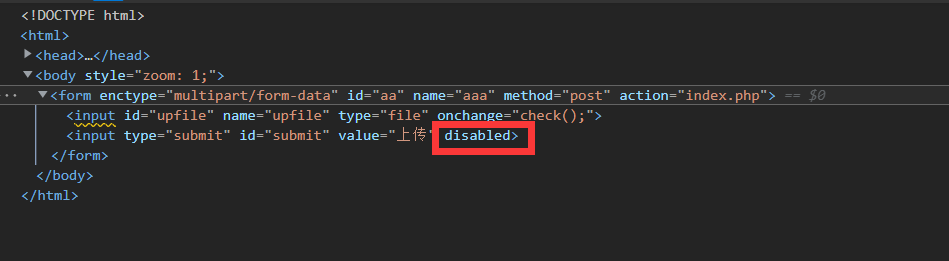 <!DOCTYPE html>
<html>
<head>…</head>
<body style="zoom: 1;">
<form enctype="multipart/form-data" id="aa" name="aaa" method="post" action="index.php"> == $0
<input id="upfile" name="upfile" type="file" onchange="check();">
<input type="submit" id="submit" value="上传" disabled>
</form>
</body>
</html>